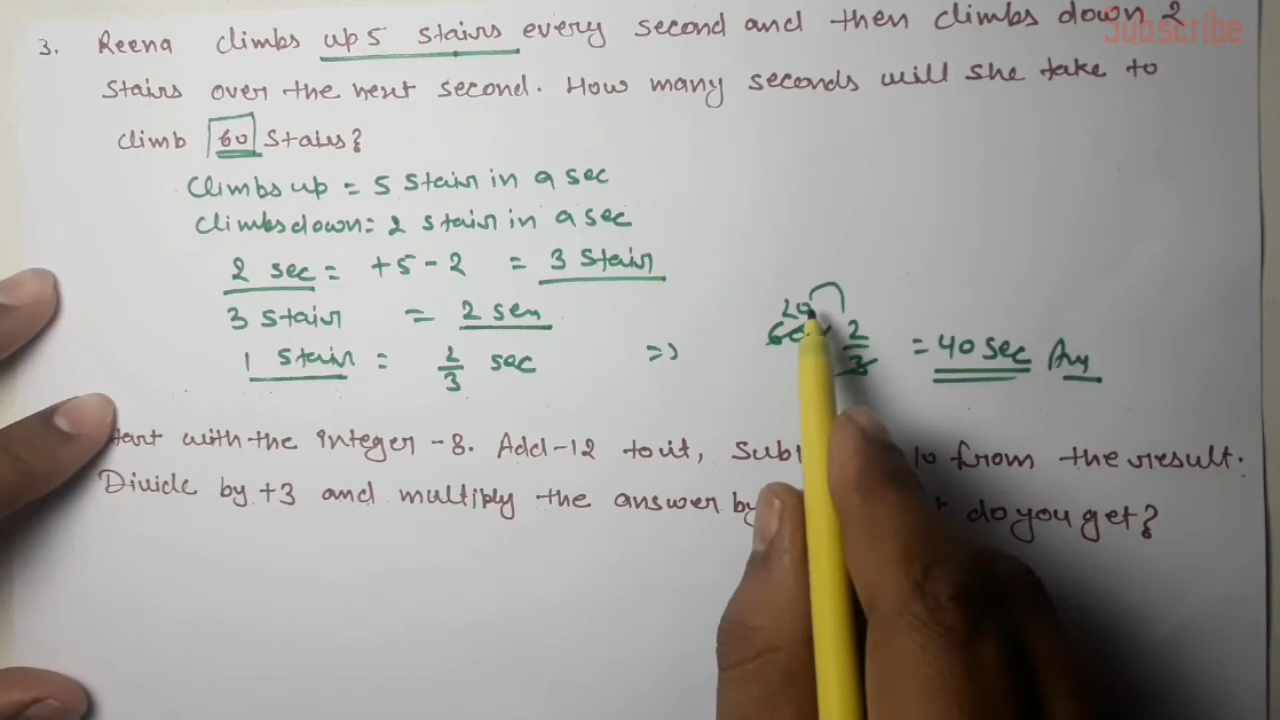 Subscribe
3. Reena climbs up 5 stairs every second and then climbs down 2
stairs over the next second. How many seconds will she take to
climb 60 stairs?
Climbs up = 5 stair in a sec
Climbs down = 2 stair in a sec
2 sec = +5 - 2 = 3 stair
3 stair = 2 sen
1 stair = 2/3 sec => 20 60 2/3 = 40 sec Ans
with the integer -8. Add -12 to it, 10 from the result.
Divide by +3 and multiply the answer by do you get?